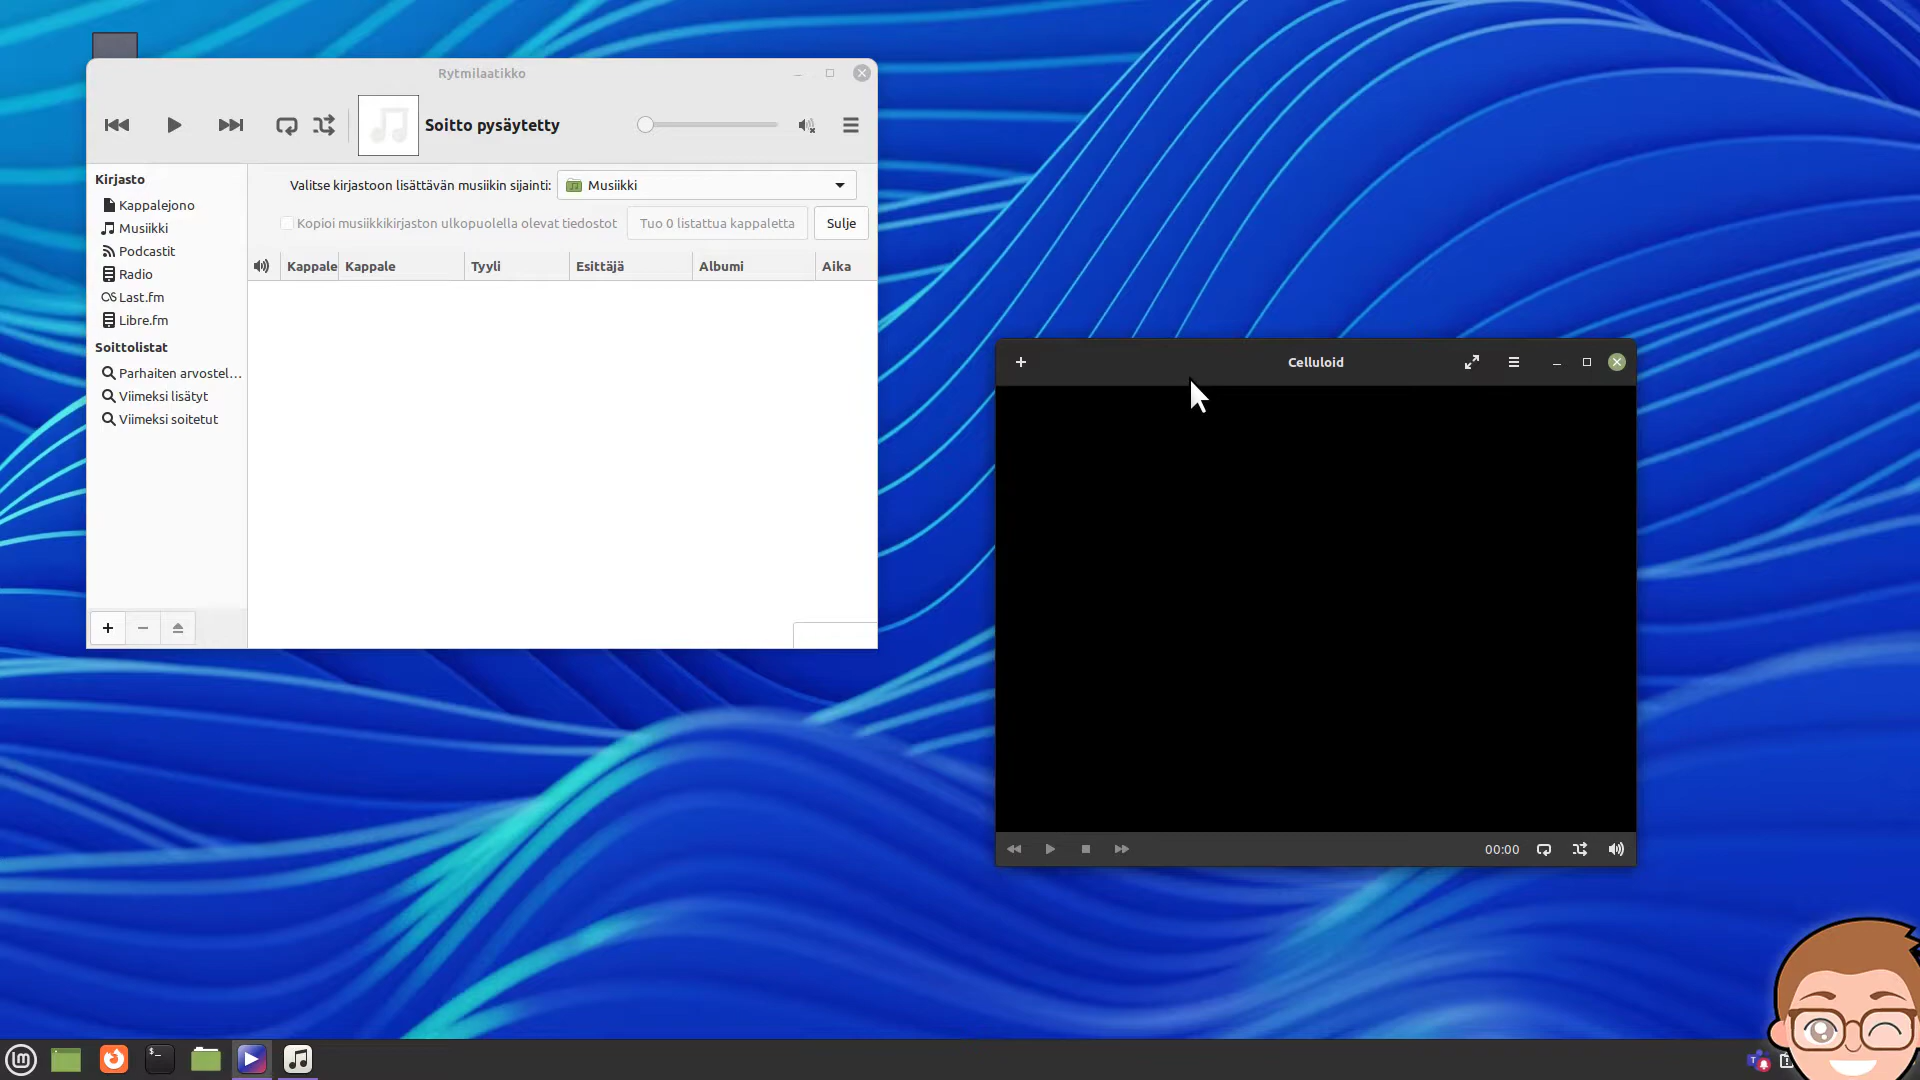 Rytmilaatikko
Soitto pysäytetty
Kirjasto
Kappalejono
Musiikki
Podcastit
Radio
Last.fm
Libre.fm
Soittolistat
Parhaiten arvostel...
Viimeksi lisätyt
Viimeksi soitetut
Valitse kirjastoon lisättävän musiikin sijainti: Musiikki
Kopioi musiikkikirjaston ulkopuolella olevat tiedostot Tuo 0 listattua kappaletta Sulje
Kappale Kappale Tyyli Esittäjä Albumi Aika
Celluloid
00:00